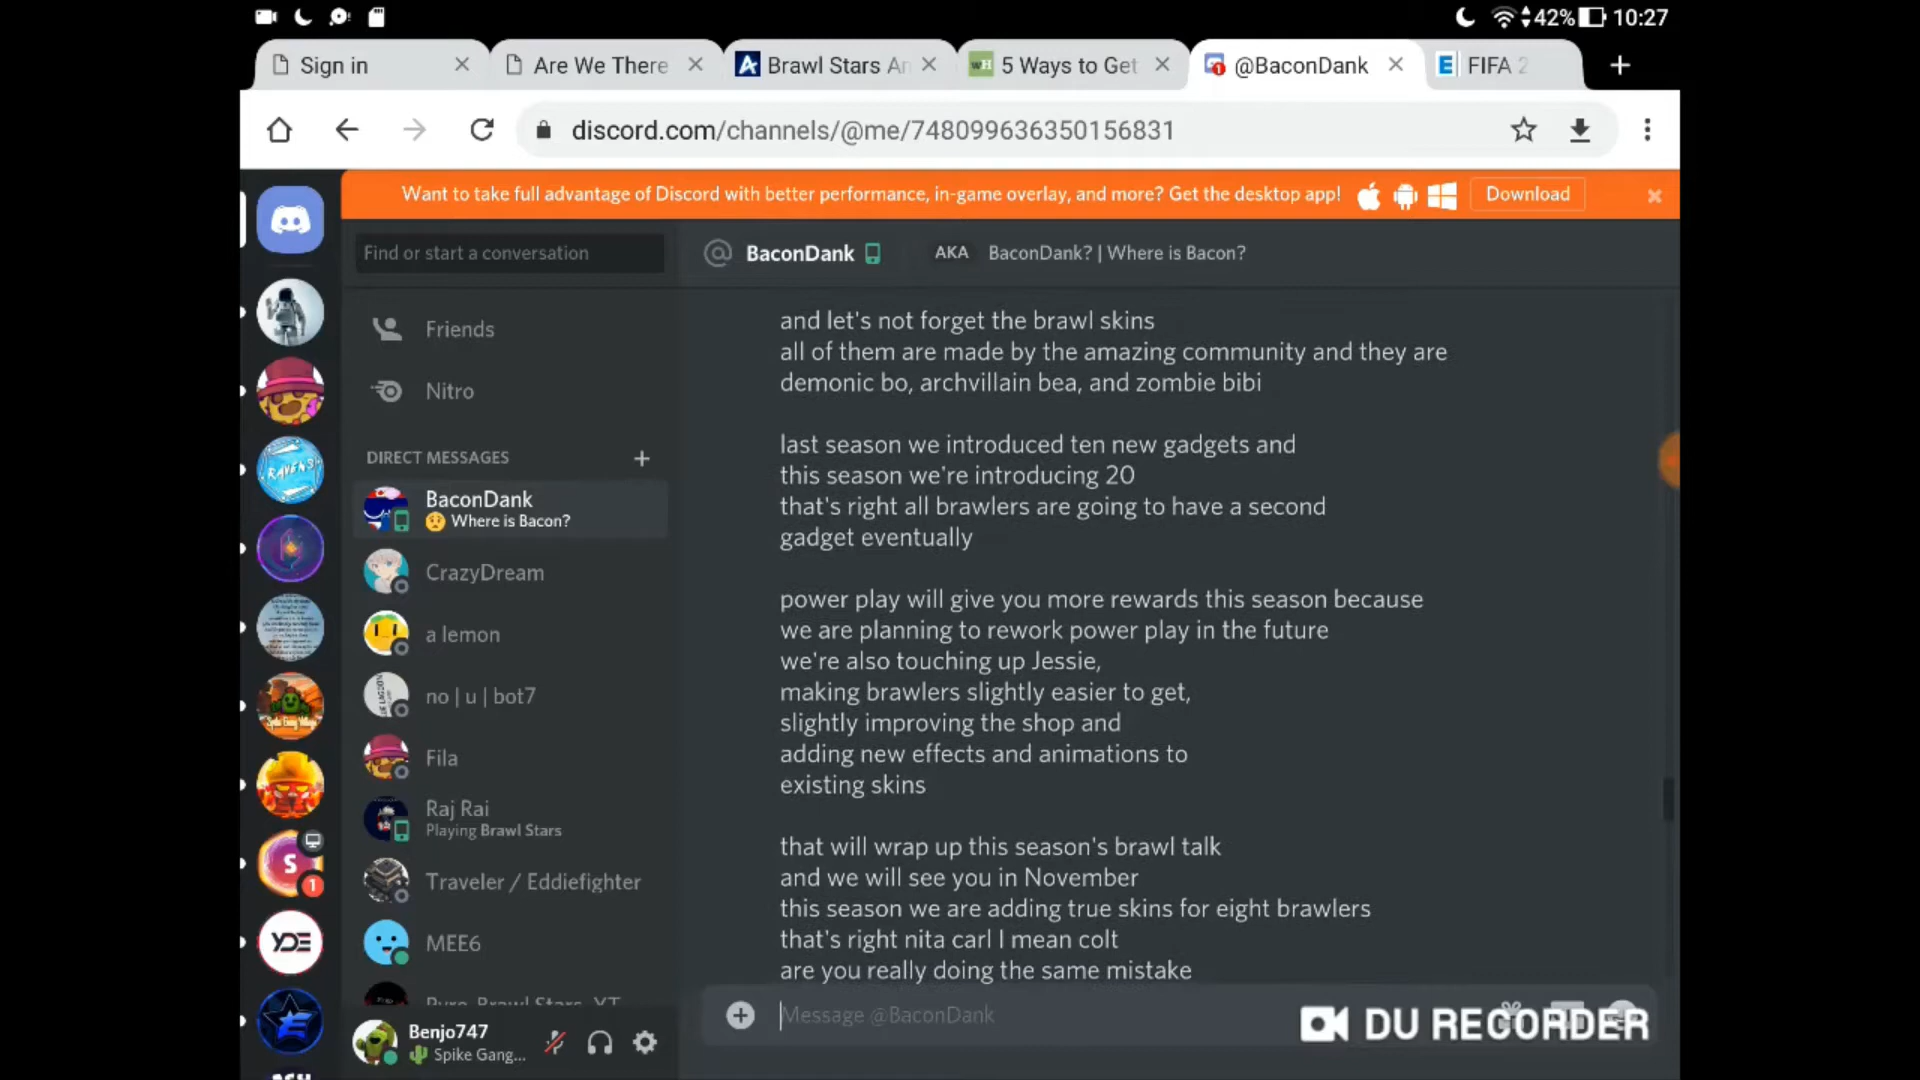 42% 10:27
Sign in
Are We There
Brawl Stars An
wH 5 Ways to Get
@BaconDank
E FIFA 2
discord.com/channels/@me/748099636350156831
Want to take full advantage of Discord with better performance, in-game overlay, and more? Get the desktop app!
Download
Find or start a conversation
BaconDank AKA BaconDank? | Where is Bacon?
Friends
Nitro
DIRECT MESSAGES
BaconDank
Where is Bacon?
CrazyDream
a lemon
no | u | bot7
Fila
Raj Rai
Playing Brawl Stars
Traveler / Eddiefighter
MEE6
Pyro-Brawl Stars YT
Benjo747
Spike Gang...
RAVENS
S
1
YDE
E
and let's not forget the brawl skins
all of them are made by the amazing community and they are
demonic bo, archvillain bea, and zombie bibi
last season we introduced ten new gadgets and
this season we're introducing 20
that's right all brawlers are going to have a second
gadget eventually
power play will give you more rewards this season because
we are planning to rework power play in the future
we're also touching up Jessie,
making brawlers slightly easier to get,
slightly improving the shop and
adding new effects and animations to
existing skins
that will wrap up this season's brawl talk
and we will see you in November
this season we are adding true skins for eight brawlers
that's right nita carl I mean colt
are you really doing the same mistake
Message @BaconDank
DU RECORDER